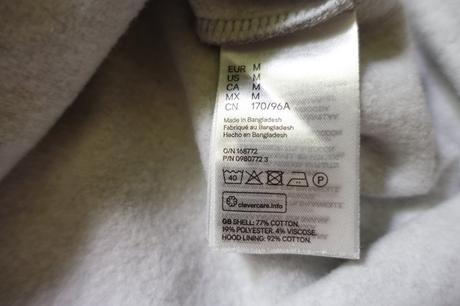 EUR M
US M
CA M
MX M
CN 170/96A
Made in Bangladesh
Fabriqué au Bangladesh
Hecho en Bangladesh
O/N 168772
P/N 0980772 3
40 P
clevercare.info
GB SHELL: 77% COTTON.
19% POLYESTER. 4% VISCOSE.
HOOD LINING: 92% COTTON.